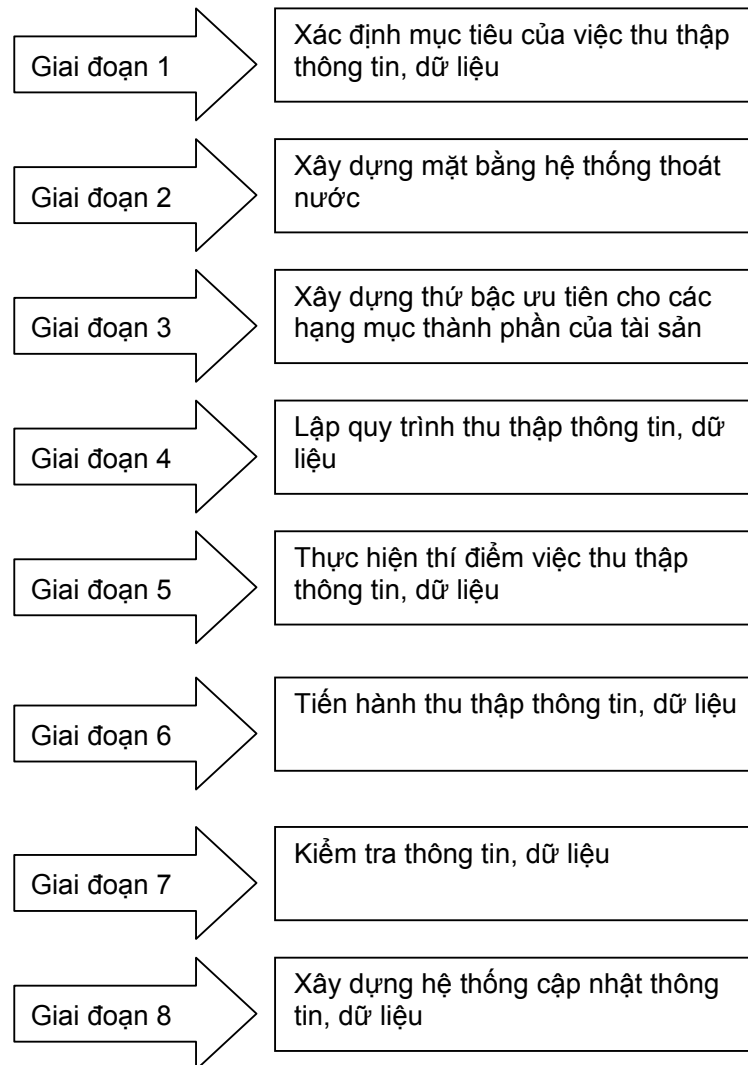 Giai đoạn 1
Xác định mục tiêu của việc thu thập
thông tin, dữ liệu
Giai đoạn 2
Xây dựng mặt bằng hệ thống thoát
nước
Giai đoạn 3
Xây dựng thứ bậc ưu tiên cho các
hạng mục thành phần của tài sản
Giai đoạn 4
Lập quy trình thu thập thông tin, dữ
liệu
Giai đoạn 5
Thực hiện thí điểm việc thu thập
thông tin, dữ liệu
Giai đoạn 6
Tiến hành thu thập thông tin, dữ liệu
Giai đoạn 7
Kiểm tra thông tin, dữ liệu
Giai đoạn 8
Xây dựng hệ thống cập nhật thông
tin, dữ liệu